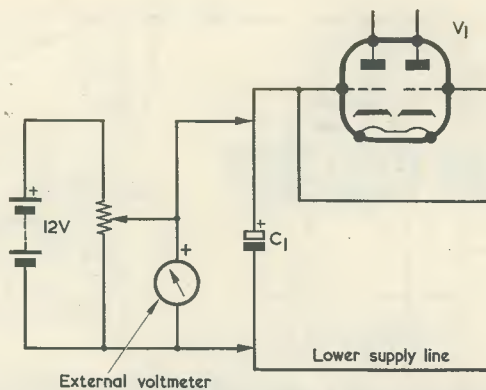 V1
+
12V
+
+
C1
Lower supply line
External voltmeter